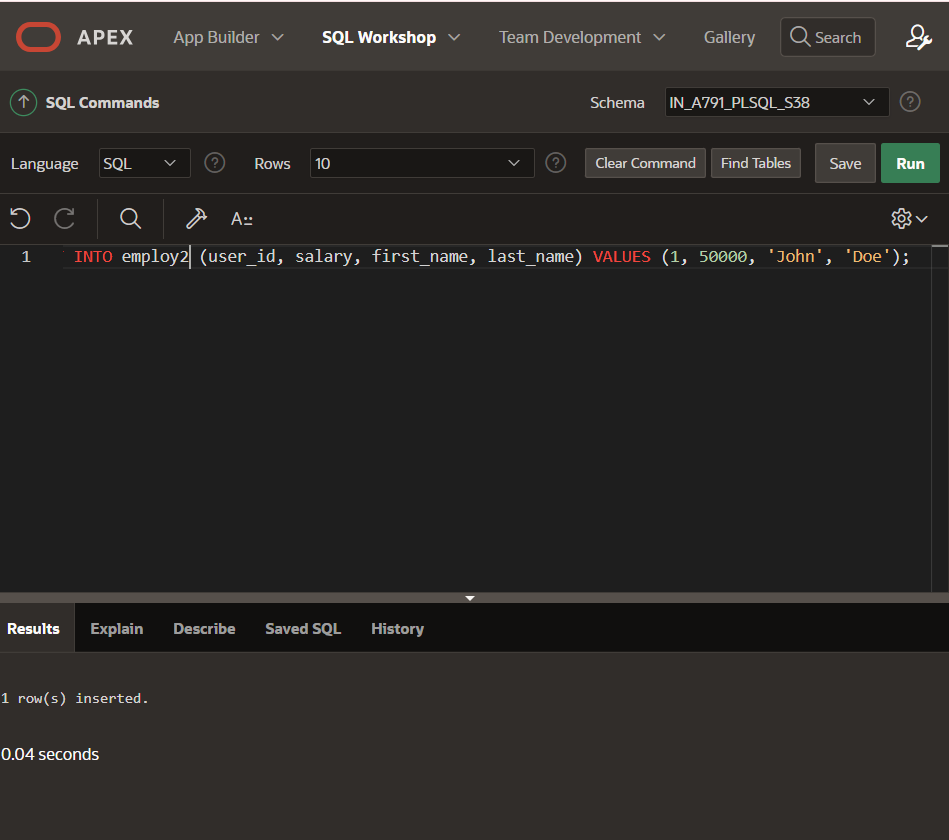 APEX App Builder SQL Workshop Team Development Gallery Search
SQL Commands Schema IN_A791_PLSQL_S38 ?
Language SQL ? Rows 10 ? Clear Command Find Tables Save Run
A::
1 INTO employ2 (user_id, salary, first_name, last_name) VALUES (1, 50000, 'John', 'Doe');
Results Explain Describe Saved SQL History
1 row(s) inserted.
0.04 seconds